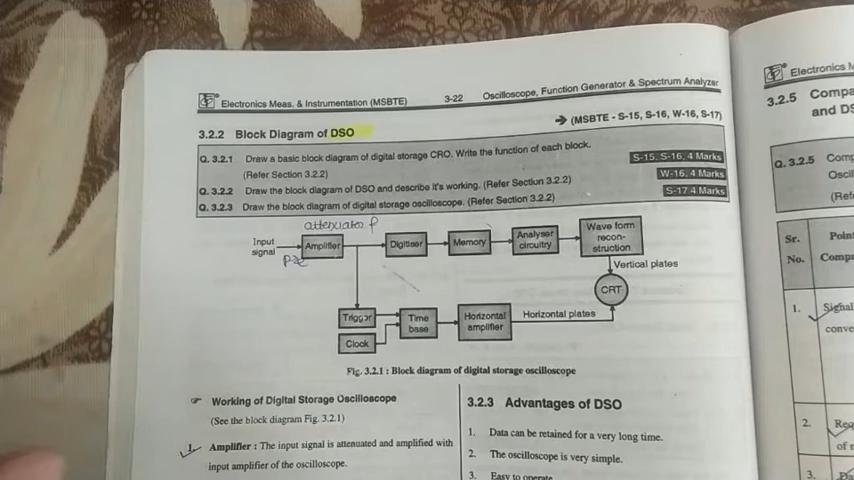 Electronics Meas. & Instrumentation (MSBTE) 3-22 Oscilloscope, Function Generator & Spectrum Analyzer
3.2.2 Block Diagram of DSO
→ (MSBTE - S-15, S-16, W-16, S-17)
Q. 3.2.1 Draw a basic block diagram of digital storage CRO. Write the function of each block.
(Refer Section 3.2.2) S-15, S-16, 4 Marks
Q. 3.2.2 Draw the block diagram of DSO and describe it's working. (Refer Section 3.2.2) W-16, 4 Marks
Q. 3.2.3 Draw the block diagram of digital storage oscilloscope. (Refer Section 3.2.2) S-17 4 Marks
attenuator
Input
signal
Pre
Amplifier
Digitiser
Memory
Analyser
circuitry
Wave form
recon-
struction
Vertical plates
CRT
Trigger
Clock
Time
base
Horizontal
amplifier
Horizontal plates
Fig. 3.2.1 : Block diagram of digital storage oscilloscope
☞ Working of Digital Storage Oscilloscope
(See the block diagram Fig. 3.2.1)
1. Amplifier : The input signal is attenuated and amplified with
input amplifier of the oscilloscope.
3.2.3 Advantages of DSO
1. Data can be retained for a very long time.
2. The oscilloscope is very simple.
3. Easy to operate
Electronics
3.2.5 Compa
and DS
Q. 3.2.5 Comp
Oscil
(Refe
Sr.
No.
Point
Compa
1. Signal
conve
2. Req
of
3.